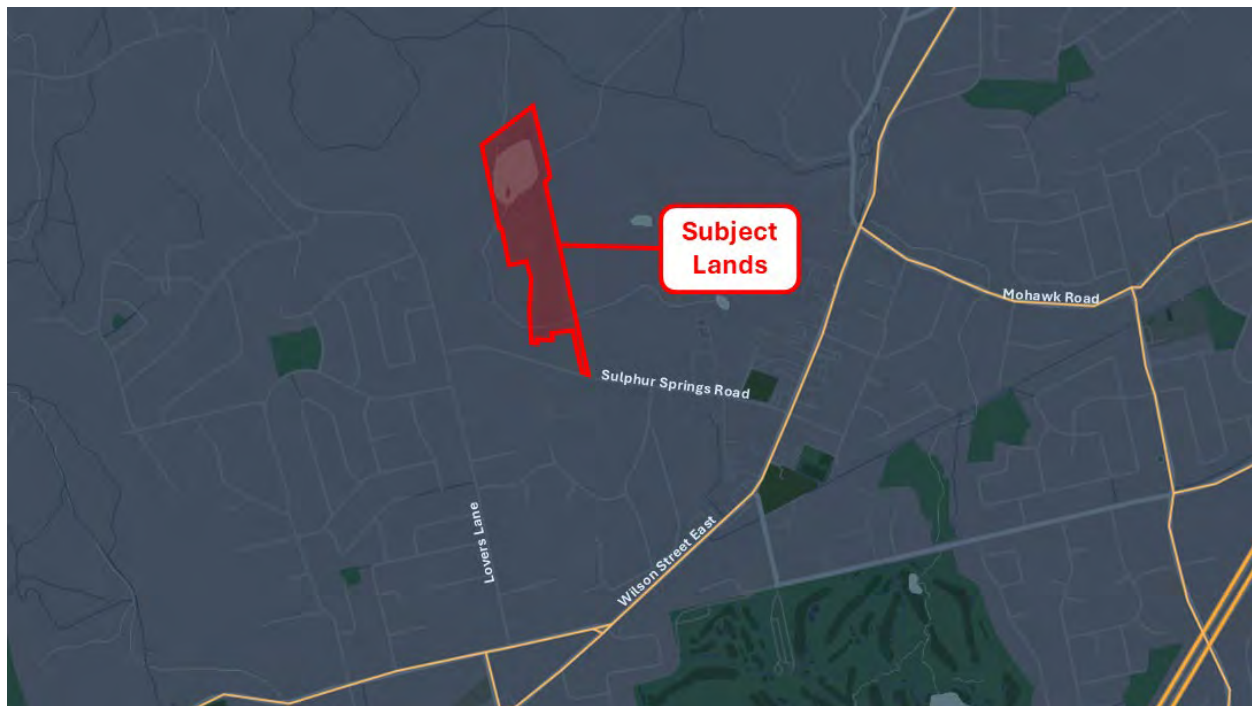 Subject
Lands
Mohawk Road
Sulphur Springs Road
Lovers Lane
Wilson Street East